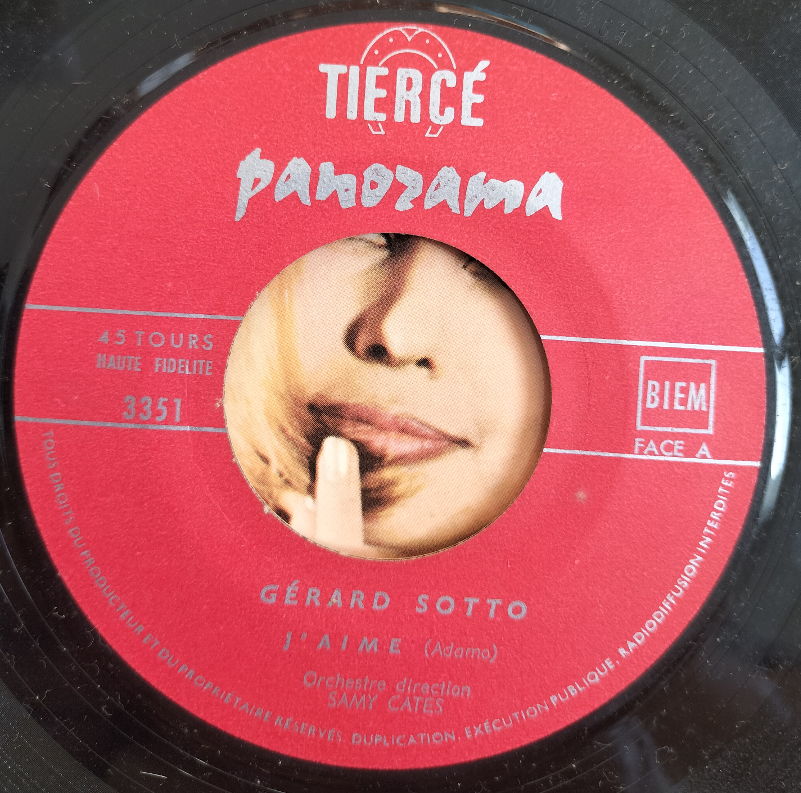 TIERCÉ
panorama
45 TOURS
HAUTE FIDELITE
3351
BIEM
FACE A
GÉRARD SOTTO
J'AIME (Adamo)
Orchestre direction
SAMY CATES
TOUS DROITS DU PRODUCTEUR ET DU PROPRIETAIRE RÉSERVÉS. DUPLICATION, EXÉCUTION PUBLIQUE, RADIODIFFUSION INTERDITES